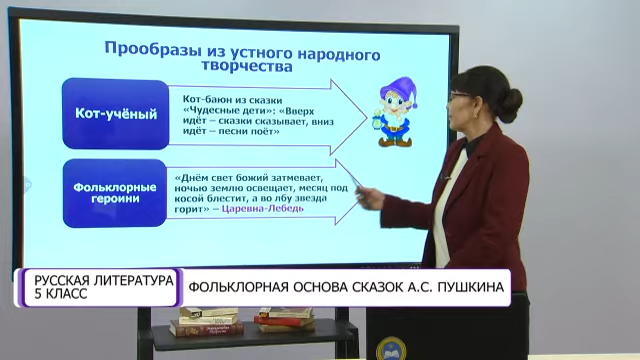 Прообразы из устного народного
творчества
Кот-учёный
Кот-баюн из сказки
«Чудесные дети»: «Вверх
идёт – сказки сказывает, вниз
идёт – песни поёт»
Фольклорные
героини
«Днём свет божий затмевает,
ночью землю освещает, месяц под
косой блестит, а во лбу звезда
горит» – Царевна-Лебедь
РУССКАЯ ЛИТЕРАТУРА
5 КЛАСС
ФОЛЬКЛОРНАЯ ОСНОВА СКАЗОК А.С. ПУШКИНА